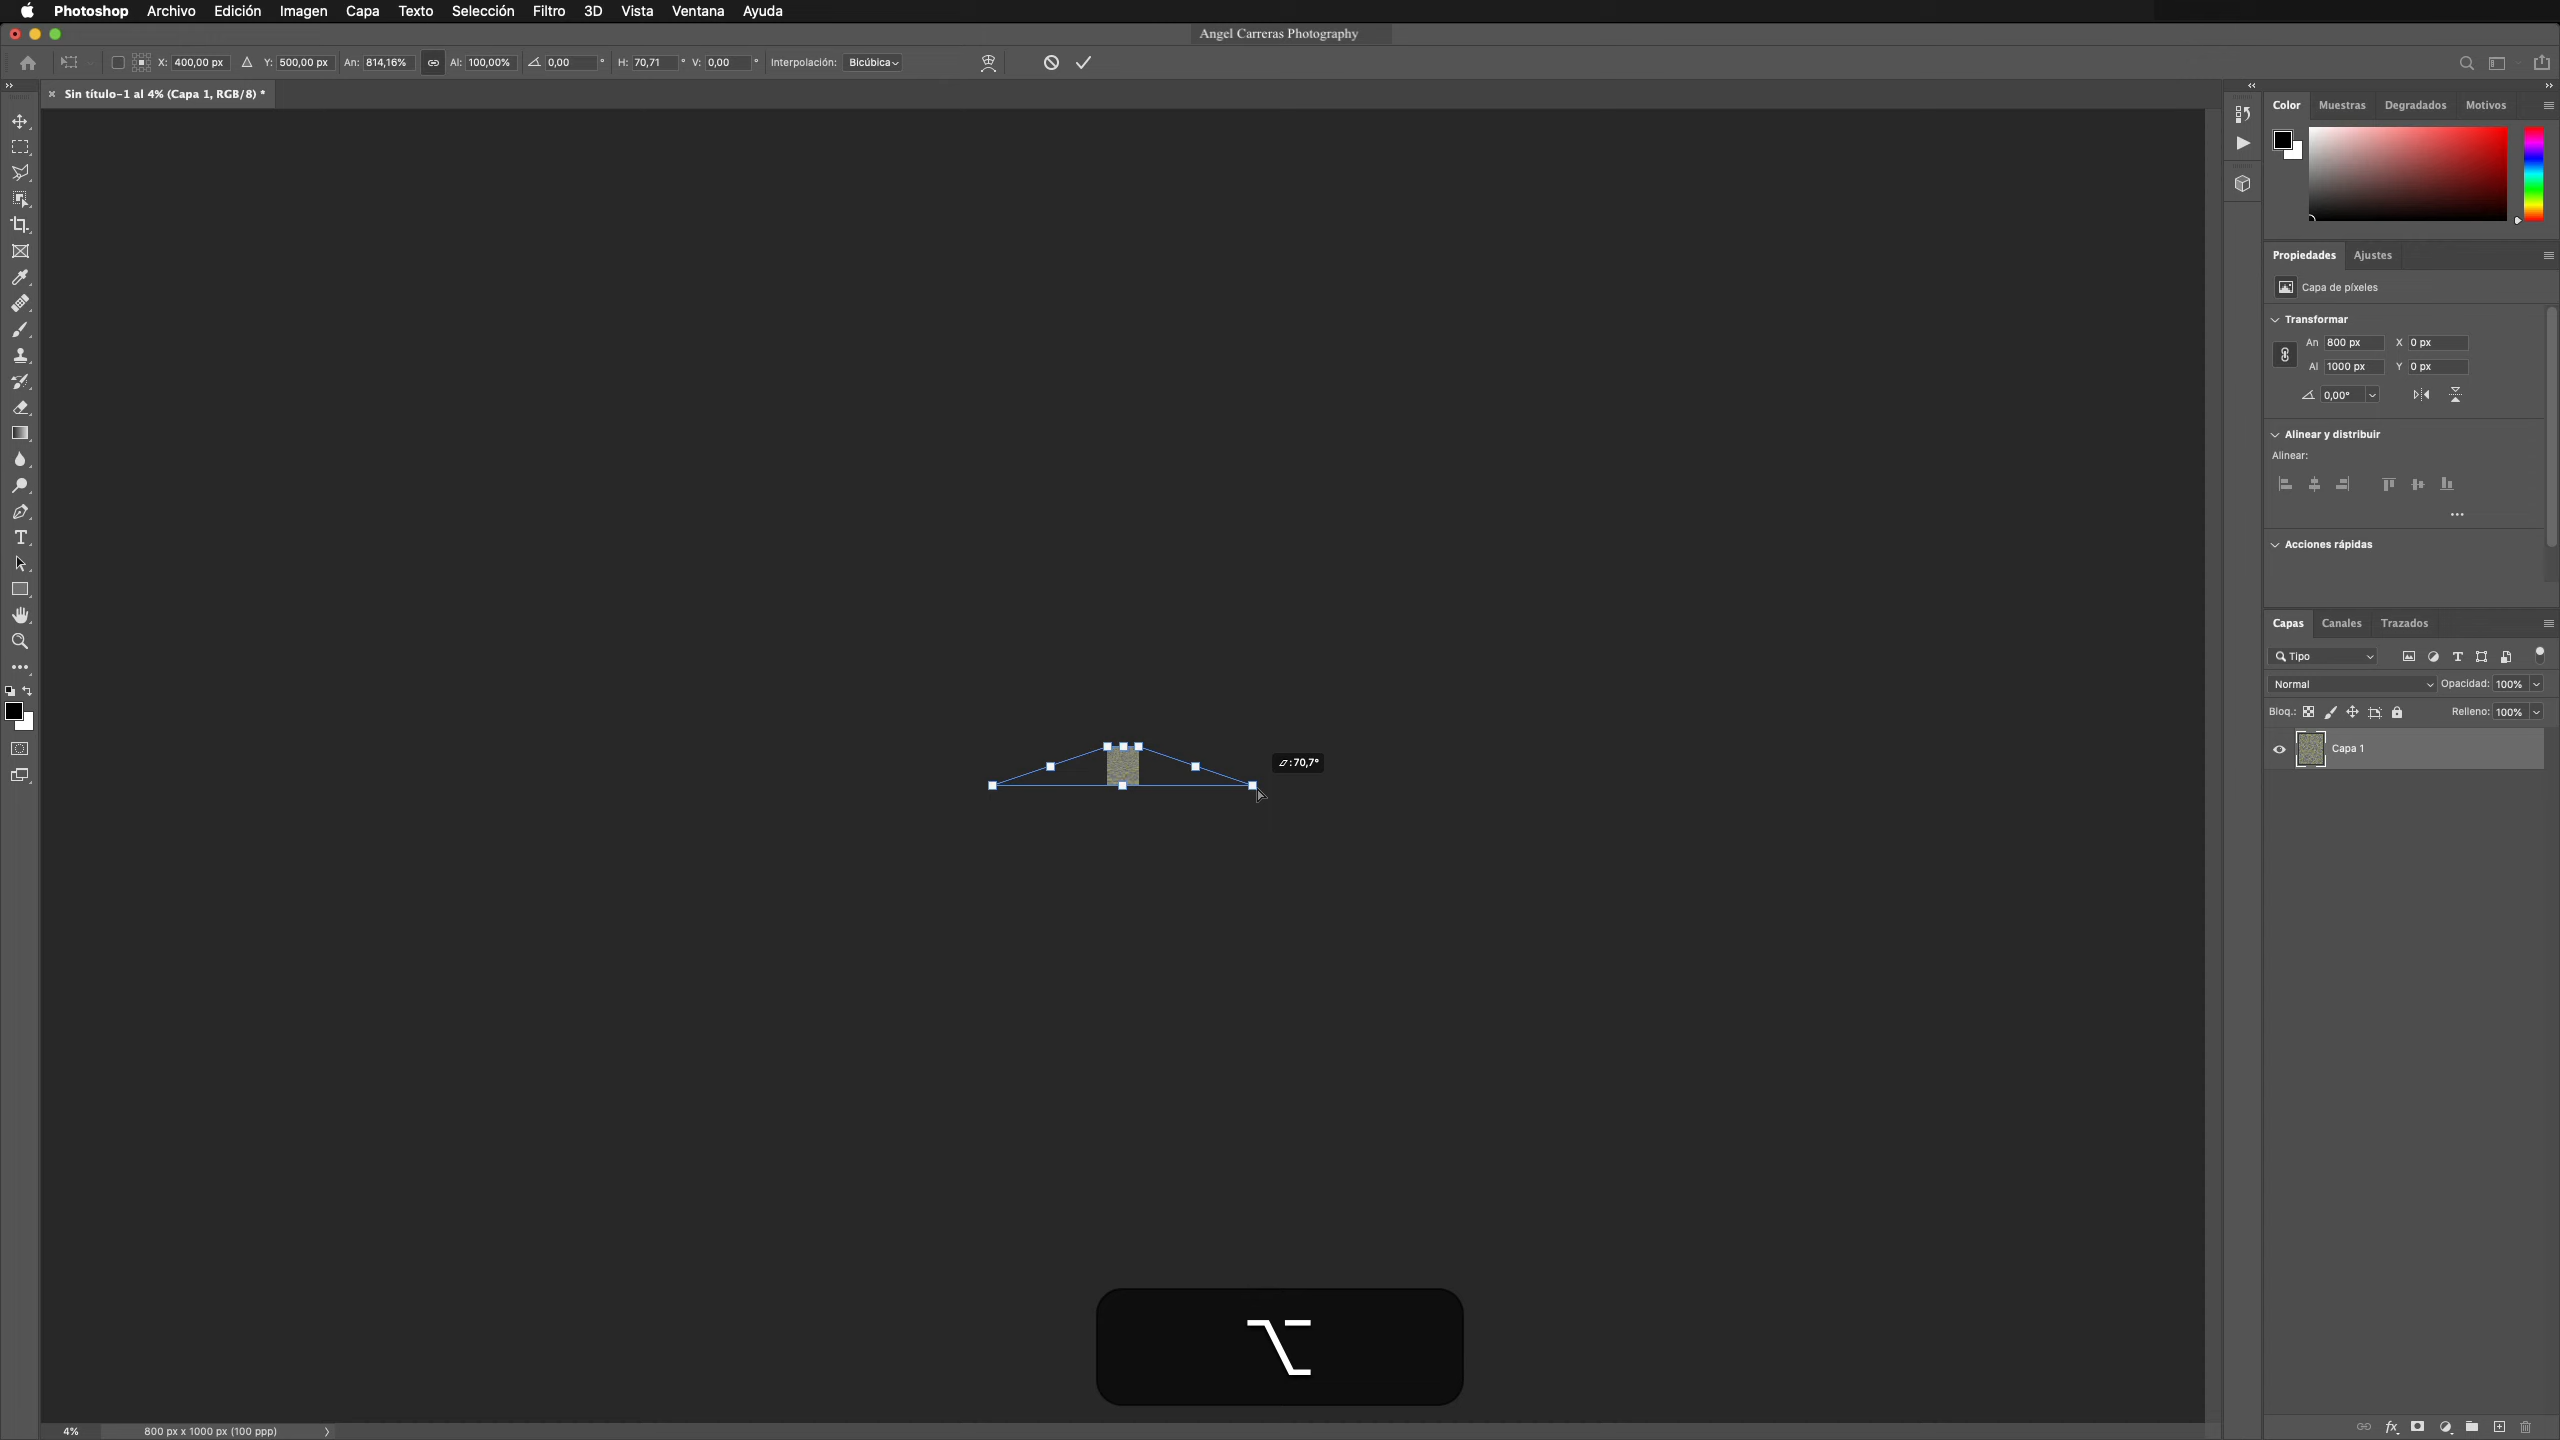 Photoshop Archivo Edición Imagen Capa Texto Selección Filtro 3D Vista Ventana Ayuda
Angel Carreras Photography
X: 400,00 px Y: 500,00 px An: 814,16% Al: 100,00% 0,00 ° H: 70,71 ° V: 0,00 ° Interpolación: Bicúbica
Sin título-1 al 4% (Capa 1, RGB/8) *
Color Muestras Degradados Motivos
Propiedades Ajustes
Capa de píxeles
Transformar
An 800 px X 0 px
Al 1000 px Y 0 px
0,00°
Alinear y distribuir
Alinear:
Acciones rápidas
Capas Canales Trazados
Tipo
Normal Opacidad: 100%
Bloq.: Relleno: 100%
Capa 1
:70,7°
4% 800 px x 1000 px (100 ppp)
fx